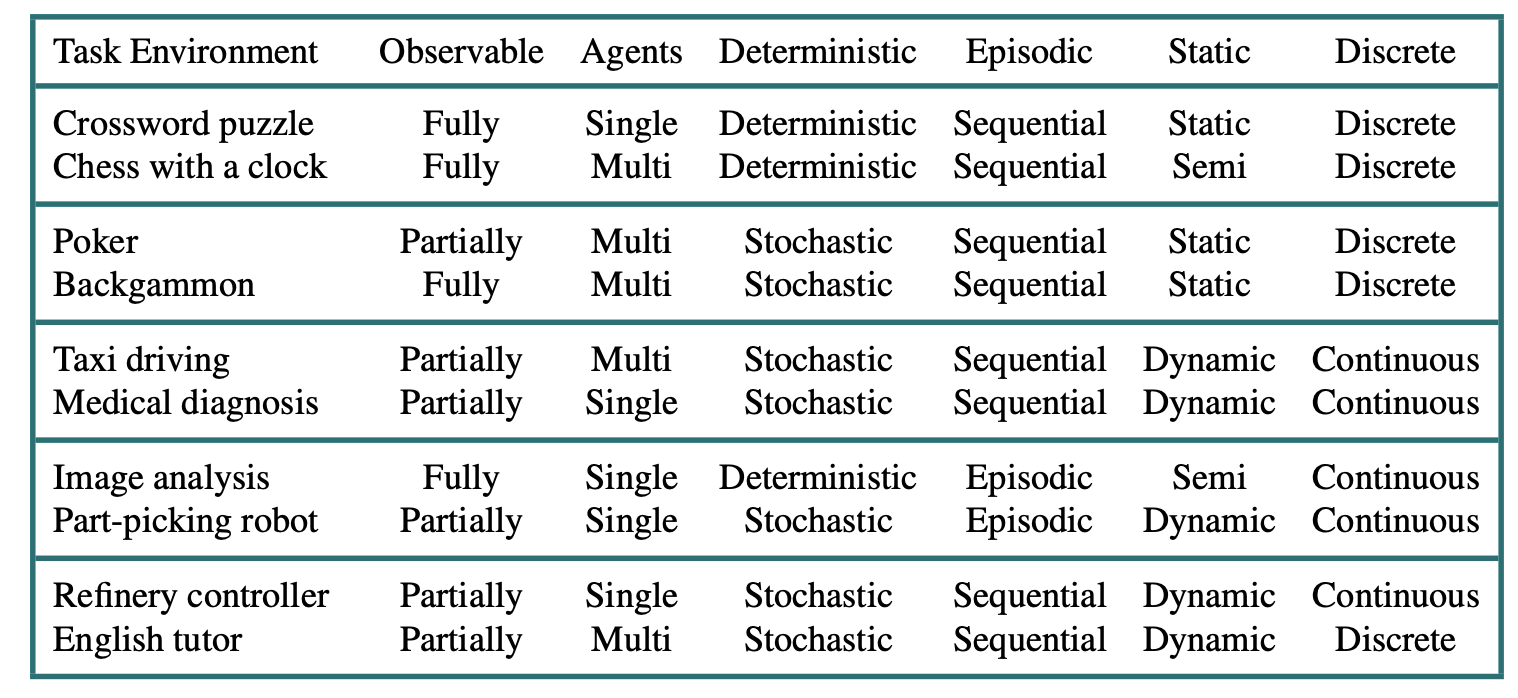 Task Environment Observable Agents Deterministic Episodic Static Discrete
Crossword puzzle Fully Single Deterministic Sequential Static Discrete
Chess with a clock Fully Multi Deterministic Sequential Semi Discrete
Poker Partially Multi Stochastic Sequential Static Discrete
Backgammon Fully Multi Stochastic Sequential Static Discrete
Taxi driving Partially Multi Stochastic Sequential Dynamic Continuous
Medical diagnosis Partially Single Stochastic Sequential Dynamic Continuous
Image analysis Fully Single Deterministic Episodic Semi Continuous
Part-picking robot Partially Single Stochastic Episodic Dynamic Continuous
Refinery controller Partially Single Stochastic Sequential Dynamic Continuous
English tutor Partially Multi Stochastic Sequential Dynamic Discrete